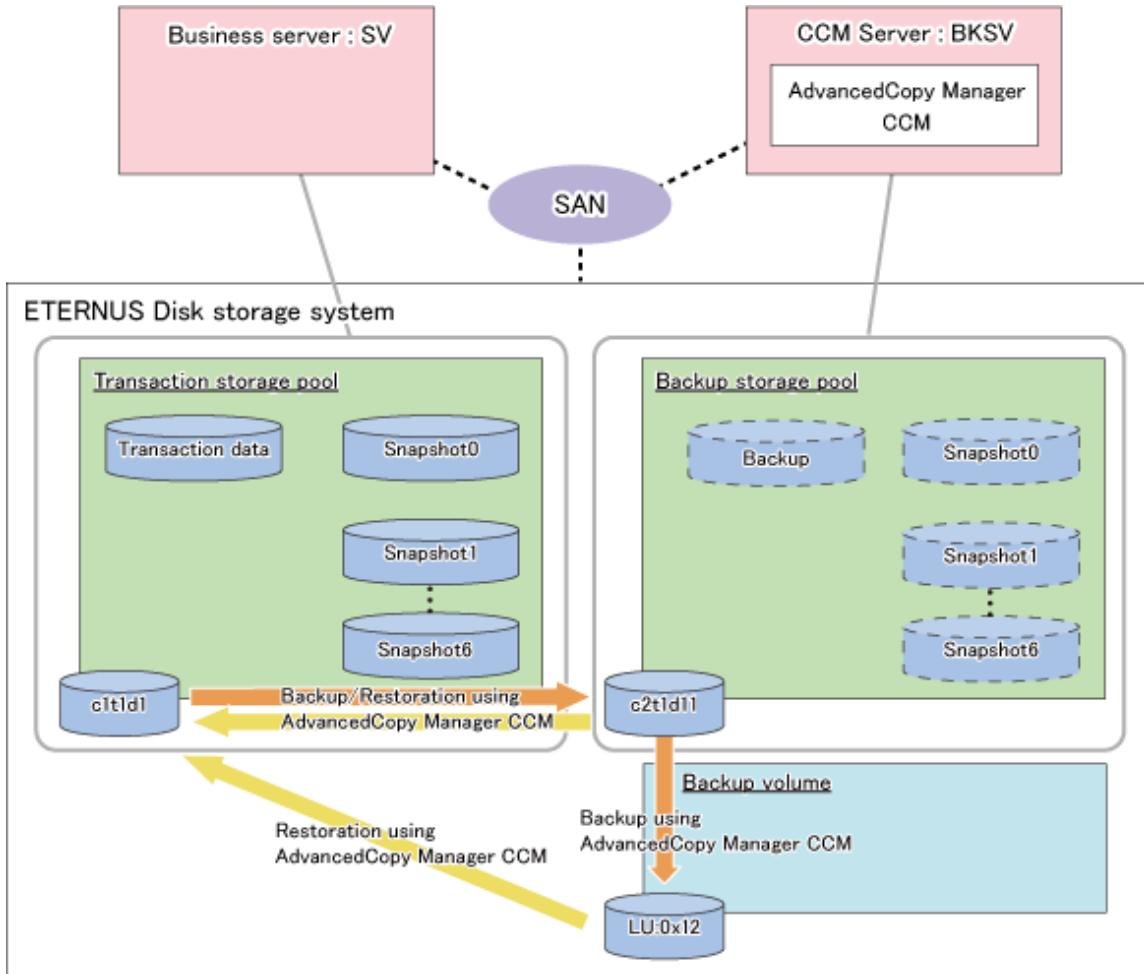 Business server : SV
CCM Server : BKSV
AdvancedCopy Manager
CCM
SAN
ETERNUS Disk storage system
Transaction storage pool
Transaction data
Snapshot0
Snapshot1
Snapshot6
Backup storage pool
Backup
Snapshot0
Snapshot1
Snapshot6
c1t1d1
Backup/Restoration using
AdvancedCopy Manager CCM
c2t1d11
Backup volume
Restoration using
AdvancedCopy Manager CCM
Backup using
AdvancedCopy Manager CCM
LU:0x12